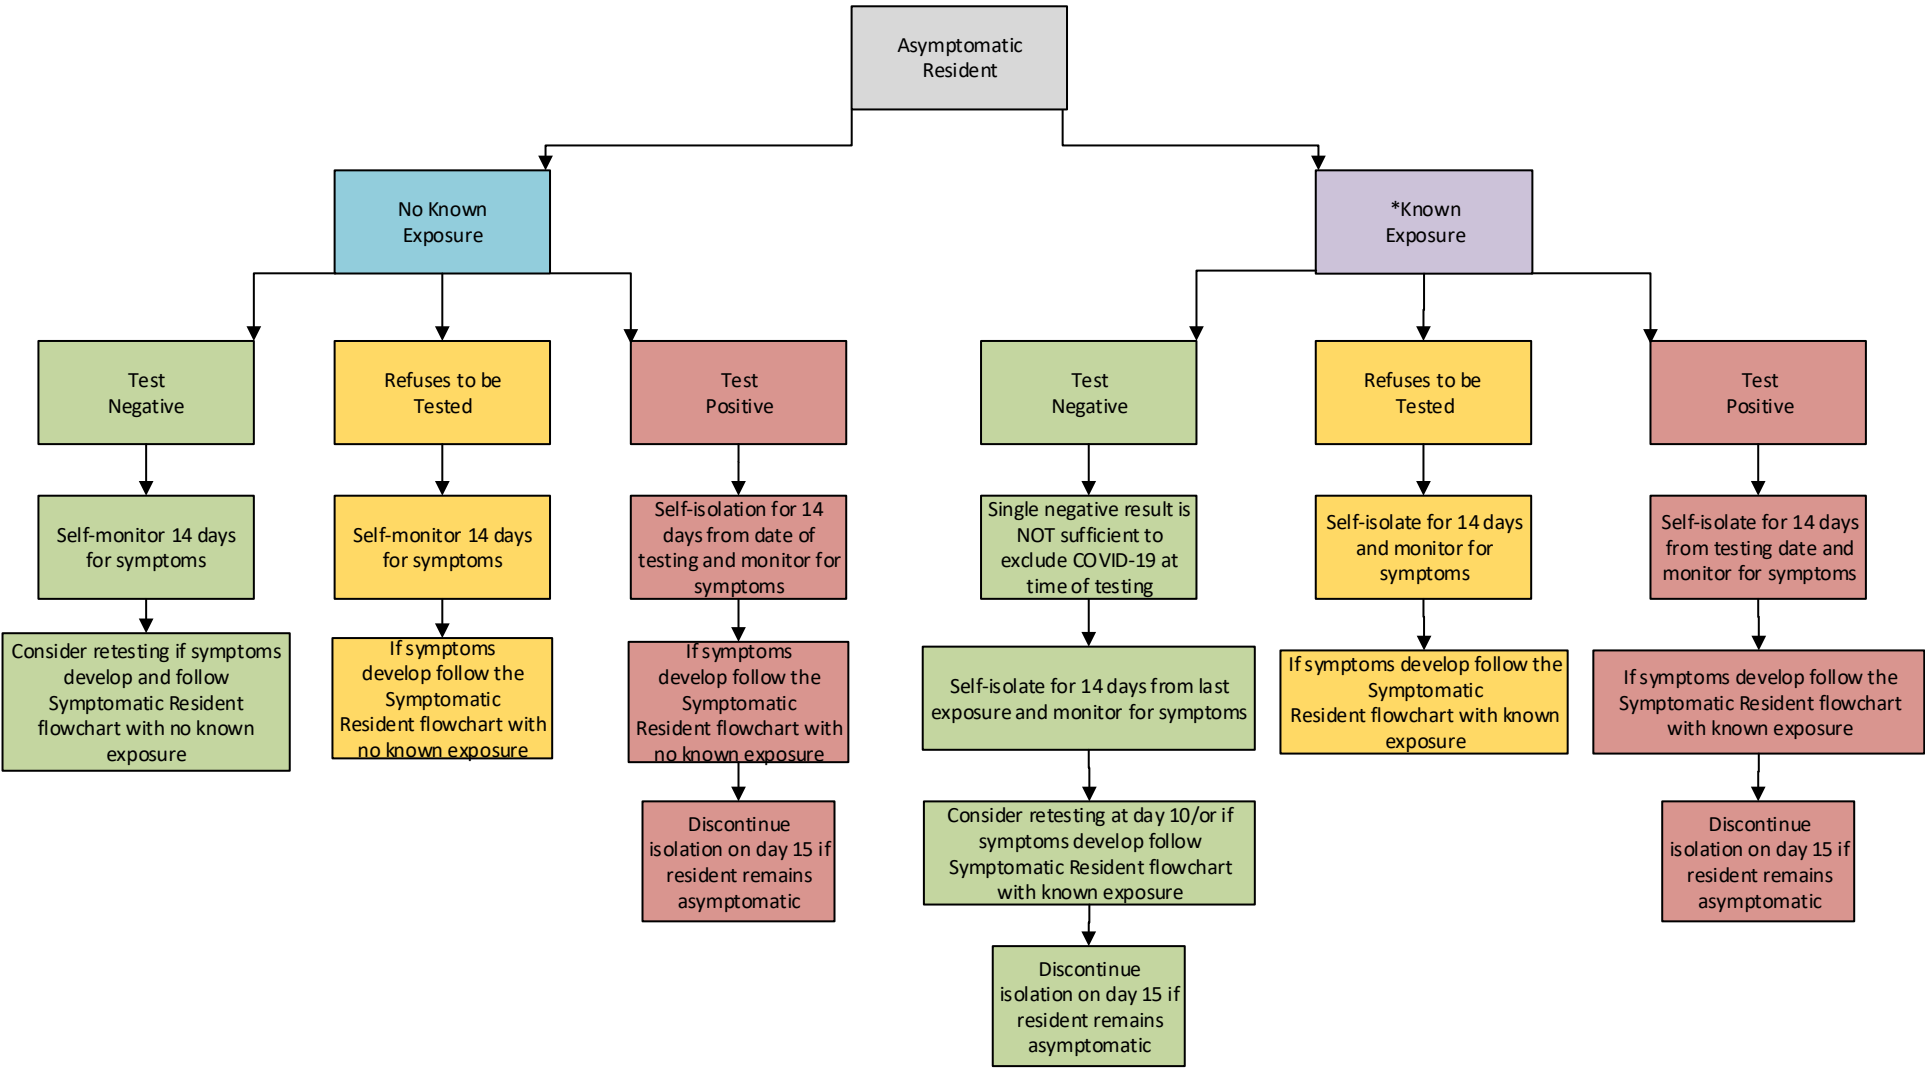 Asymptomatic
Resident
No Known
Exposure
*Known
Exposure
Test
Negative
Refuses to be
Tested
Test
Positive
Test
Negative
Refuses to be
Tested
Test
Positive
Self-monitor 14 days
for symptoms
Self-monitor 14 days
for symptoms
Self-isolation for 14
days from date of
testing and monitor for
symptoms
Single negative result is
NOT sufficient to
exclude COVID-19 at
time of testing
Self-isolate for 14 days
and monitor for
symptoms
Self-isolate for 14 days
from testing date and
monitor for symptoms
Consider retesting if symptoms
develop and follow
Symptomatic Resident
flowchart with no known
exposure
If symptoms
develop follow the
Symptomatic
Resident flowchart with
no known exposure
If symptoms
develop follow the
Symptomatic
Resident flowchart with
no known exposure
Self-isolate for 14 days from last
exposure and monitor for symptoms
If symptoms develop follow the
Symptomatic
Resident flowchart with known
exposure
If symptoms develop follow the
Symptomatic Resident flowchart
with known exposure
Discontinue
isolation on day 15 if
resident remains
asymptomatic
Consider retesting at day 10/or if
symptoms develop follow
Symptomatic Resident flowchart
with known exposure
Discontinue
isolation on day 15 if
resident remains
asymptomatic
Discontinue
isolation on day 15 if
resident remains
asymptomatic